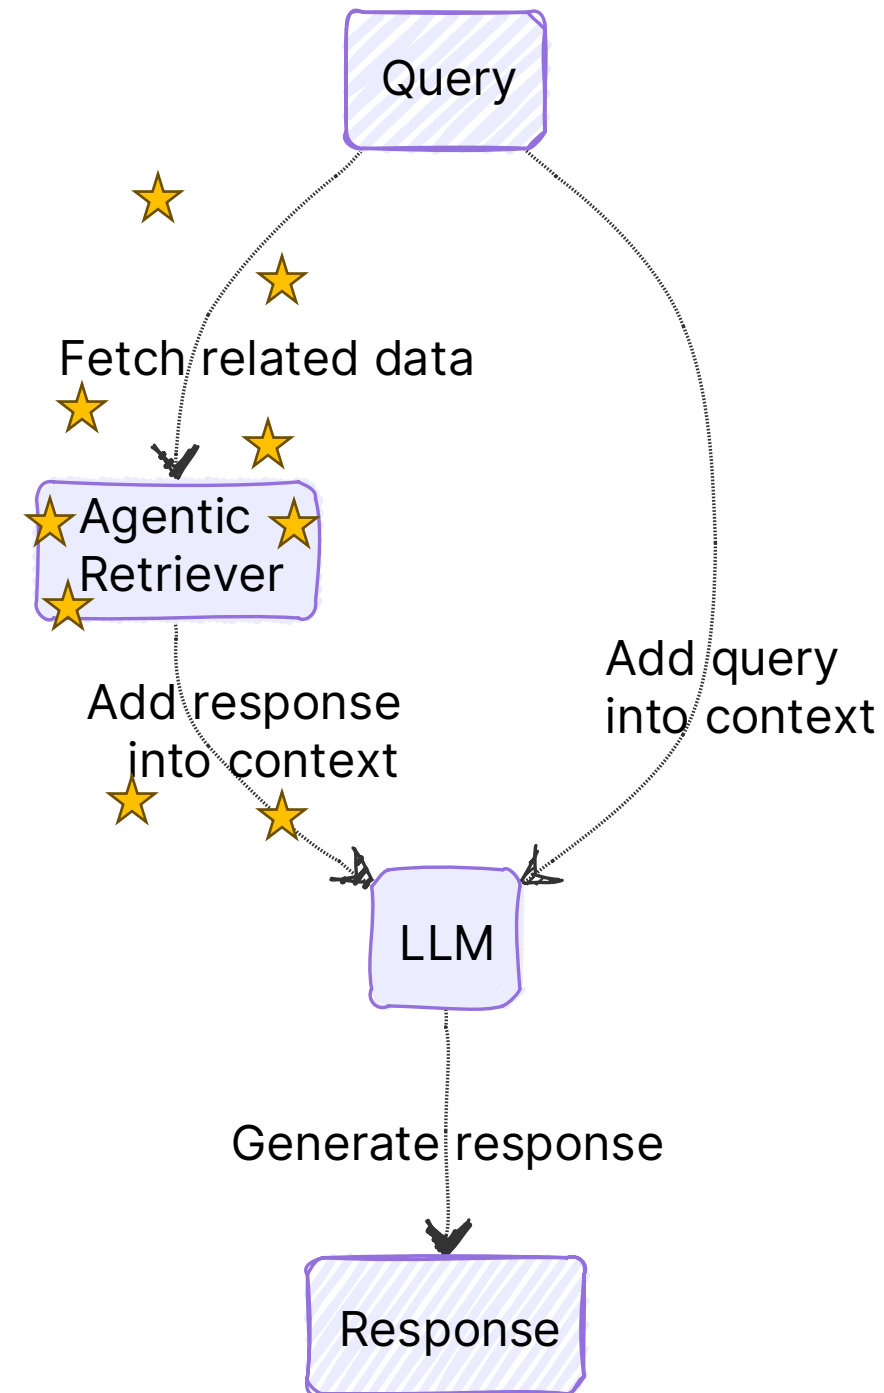 Query
Fetch related data
Agentic
Retriever
Add response
into context
Add query
into context
LLM
Generate response
Response